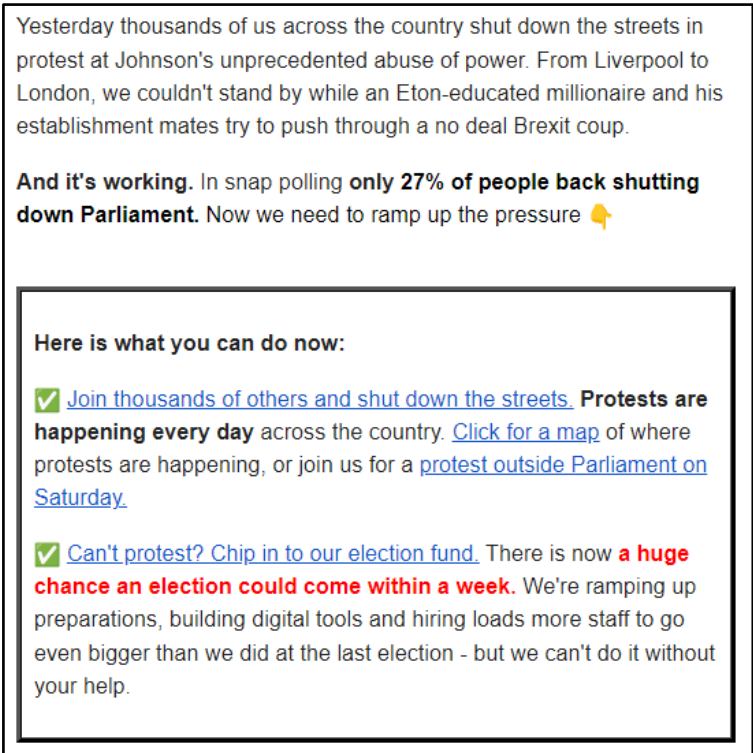 Yesterday thousands of us across the country shut down the streets in
protest at Johnson's unprecedented abuse of power. From Liverpool to
London, we couldn't stand by while an Eton-educated millionaire and his
establishment mates try to push through a no deal Brexit coup.
And it's working. In snap polling only 27% of people back shutting
down Parliament. Now we need to ramp up the pressure 👇
Here is what you can do now:
✅ Join thousands of others and shut down the streets. Protests are
happening every day across the country. Click for a map of where
protests are happening, or join us for a protest outside Parliament on
Saturday.
✅ Can't protest? Chip in to our election fund. There is now a huge
chance an election could come within a week. We're ramping up
preparations, building digital tools and hiring loads more staff to go
even bigger than we did at the last election - but we can't do it without
your help.